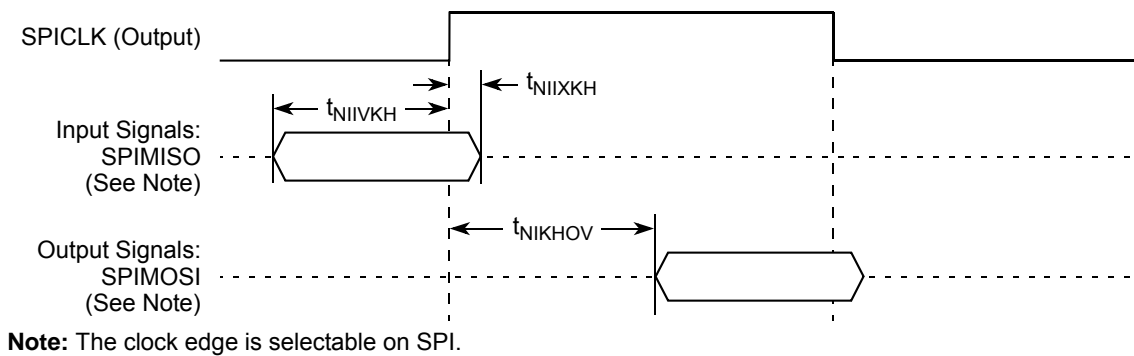 SPICLK (Output)
tNIIXKH
tNIIVKH
Input Signals:
SPIMISO
(See Note)
tNIKHOV
Output Signals:
SPIMOSI
(See Note)
Note: The clock edge is selectable on SPI.